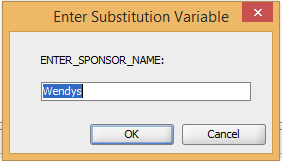 Enter Substitution Variable
ENTER_SPONSOR_NAME:
Wendys
OK Cancel